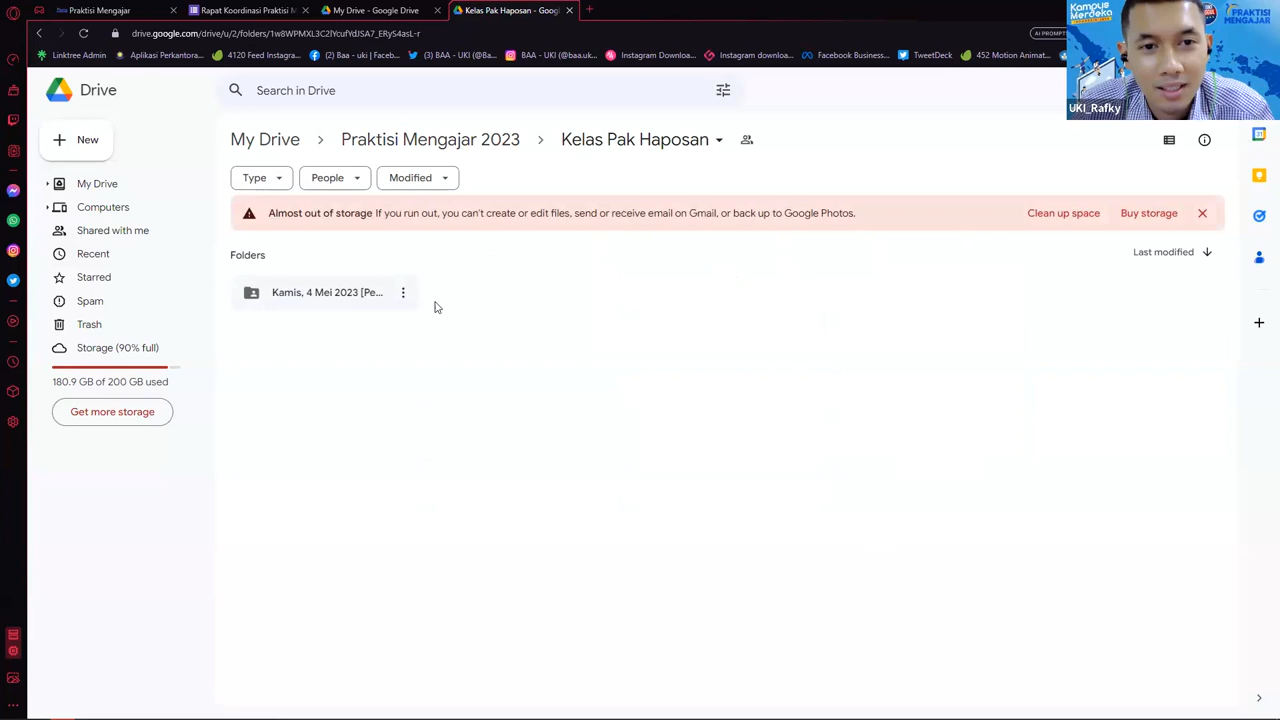 Praktisi Mengajar
Rapat Koordinasi Praktisi M
My Drive - Google Drive
Kelas Pak Haposan - Googl
drive.google.com/drive/u/2/folders/
AI PROMPT
Linktree Admin
Aplikasi Perkantora...
4120 Feed Instagra...
(2) Baa - uki | Faceb...
(3) BAA - UKI (@Ba...
BAA - UKI (@baa.uk...
Instagram Downloa...
Instagram downloa...
Facebook Business...
TweetDeck
452 Motion Animat...
Kampus
Merdeka
PRAKTISI
MENGAJAR
UKI_Rafky
Drive
Search in Drive
New
My Drive
Computers
Shared with me
Recent
Starred
Spam
Trash
Storage (90% full)
180.9 GB of 200 GB used
Get more storage
My Drive > Praktisi Mengajar 2023 > Kelas Pak Haposan
Type
People
Modified
Almost out of storage If you run out, you can't create or edit files, send or receive email on Gmail, or back up to Google Photos.
Clean up space
Buy storage
Folders
Last modified
Kamis, 4 Mei 2023 [Pe...